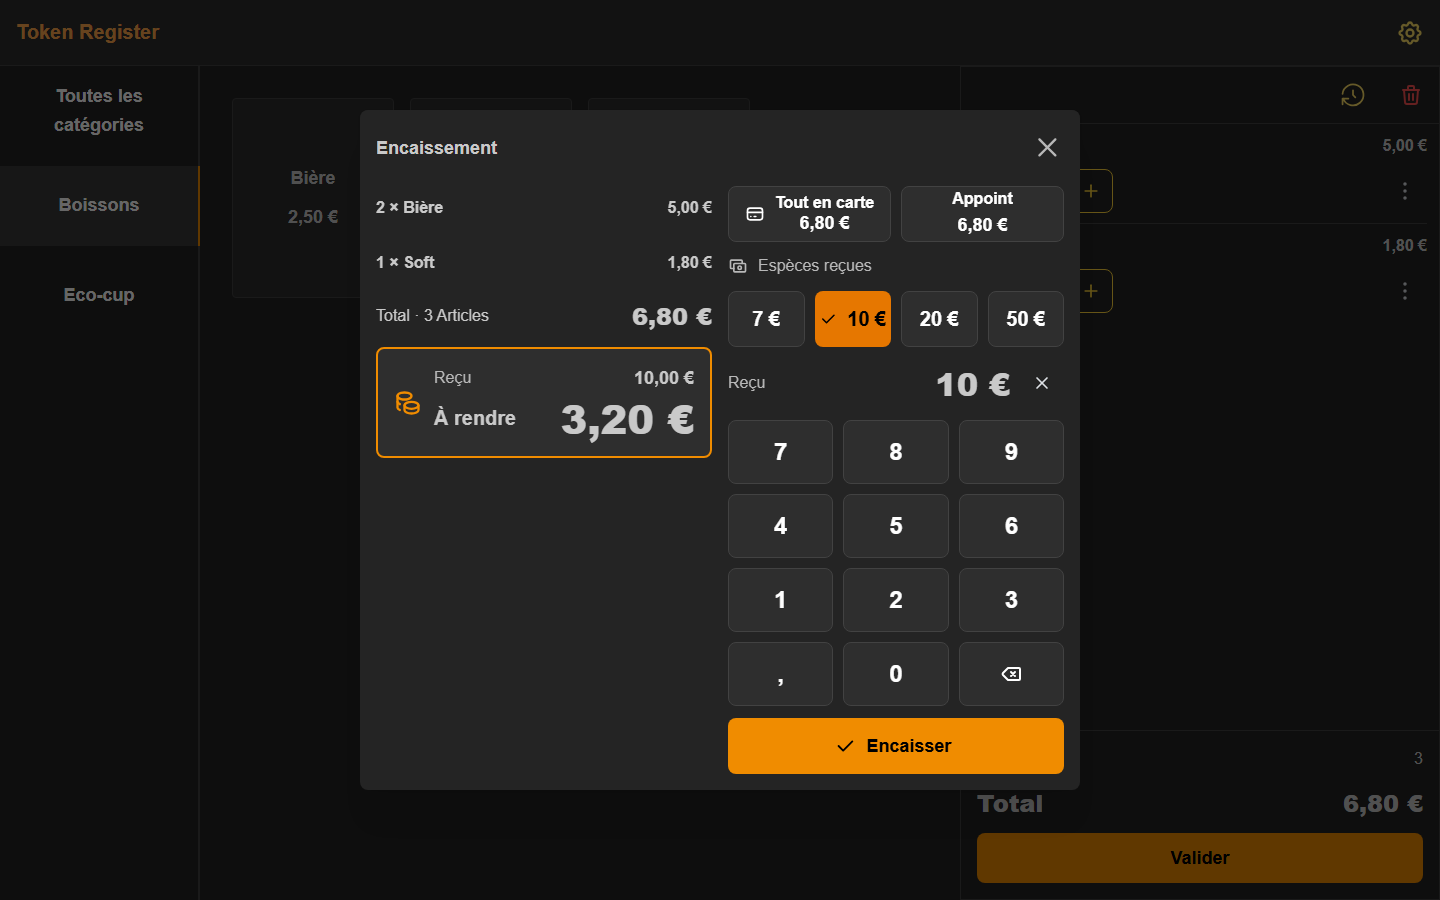 Token Register
Toutes les
catégories
Boissons
Eco-cup
Bière
2,50 €
Encaissement
2 × Bière
5,00 €
1 × Soft
1,80 €
Total · 3 Articles
6,80 €
Reçu
10,00 €
À rendre
3,20 €
Tout en carte
6,80 €
Appoint
6,80 €
Espèces reçues
7 €
10 €
20 €
50 €
Reçu
10 €
7
8
9
4
5
6
1
2
3
,
0
Encaisser
5,00 €
+
1,80 €
+
3
Total
6,80 €
Valider